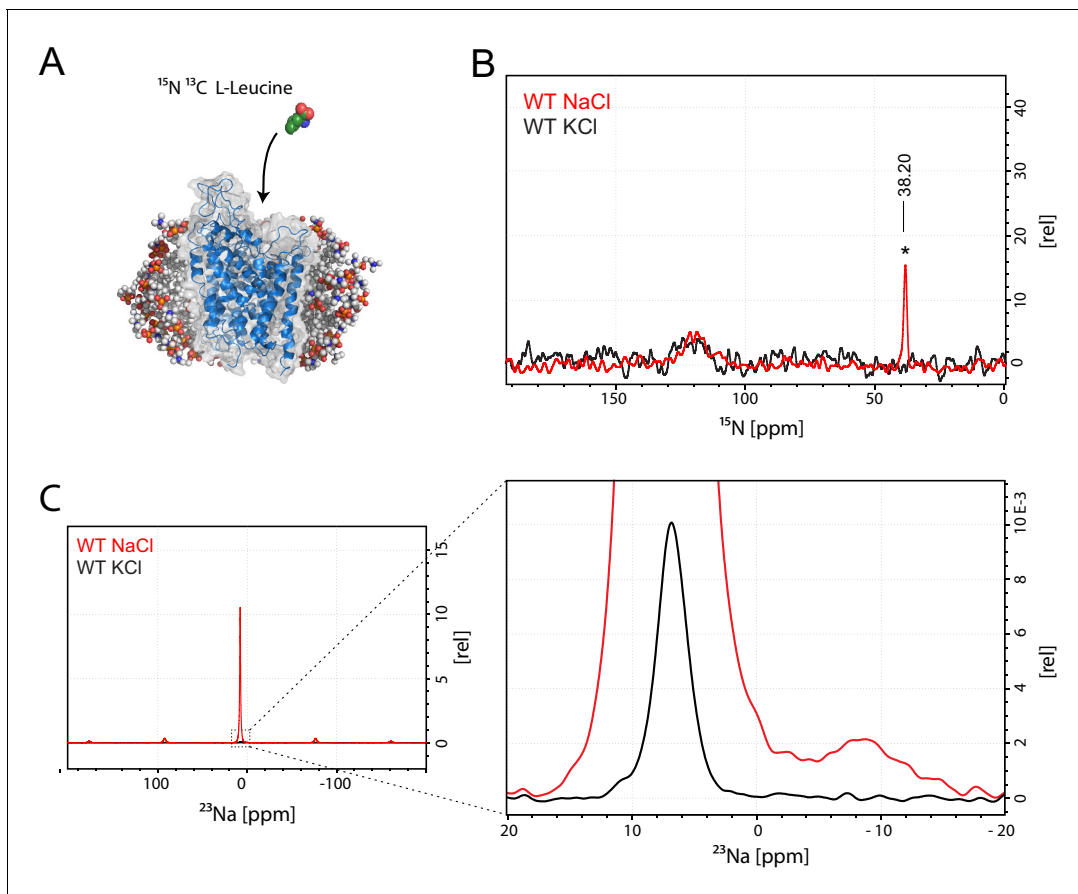 A
¹⁵N ¹³C L-Leucine
B
WT NaCl
WT KCl
38.20
*
40
30
20
10
0
[rel]
150 100 50 0
¹⁵N [ppm]
C
WT NaCl
WT KCl
15
10
5
0
[rel]
100 0 -100
²³Na [ppm]
10 E-3
8
6
4
2
0
[rel]
20 10 0 - 10 - 20
²³Na [ppm]